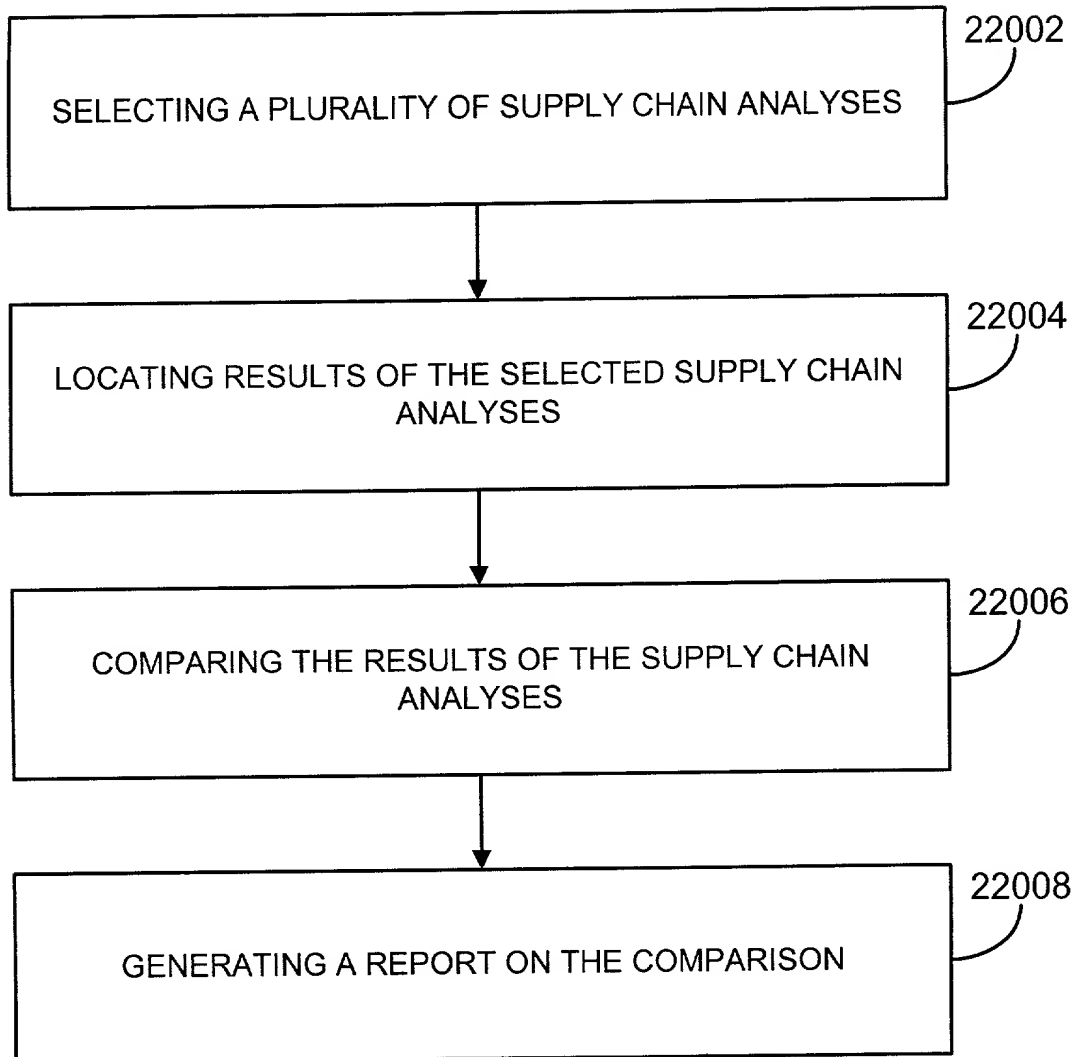 22002
SELECTING A PLURALITY OF SUPPLY CHAIN ANALYSES
22004
LOCATING RESULTS OF THE SELECTED SUPPLY CHAIN
ANALYSES
22006
COMPARING THE RESULTS OF THE SUPPLY CHAIN
ANALYSES
22008
GENERATING A REPORT ON THE COMPARISON